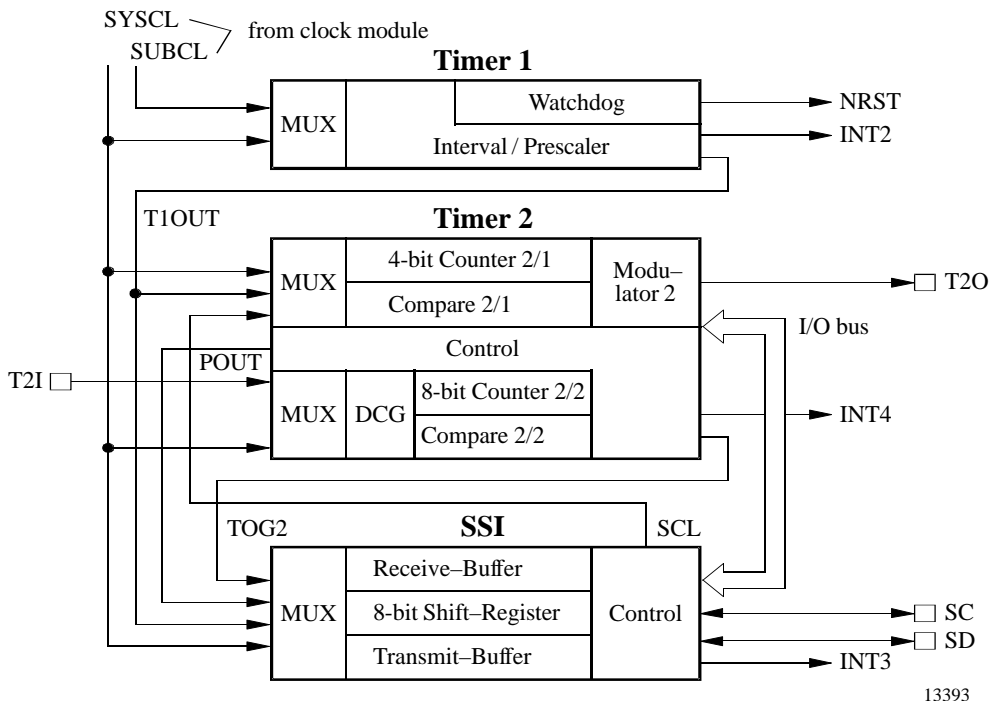 SYSCL
SUBCL
from clock module
Timer 1
MUX
Watchdog
Interval / Prescaler
NRST
INT2
T1OUT
Timer 2
MUX
4-bit Counter 2/1
Compare 2/1
Modu–
lator 2
T2O
I/O bus
Control
POUT
T2I
MUX
DCG
8-bit Counter 2/2
Compare 2/2
INT4
TOG2
SSI
SCL
MUX
Receive–Buffer
8-bit Shift–Register
Transmit–Buffer
Control
SC
SD
INT3
13393